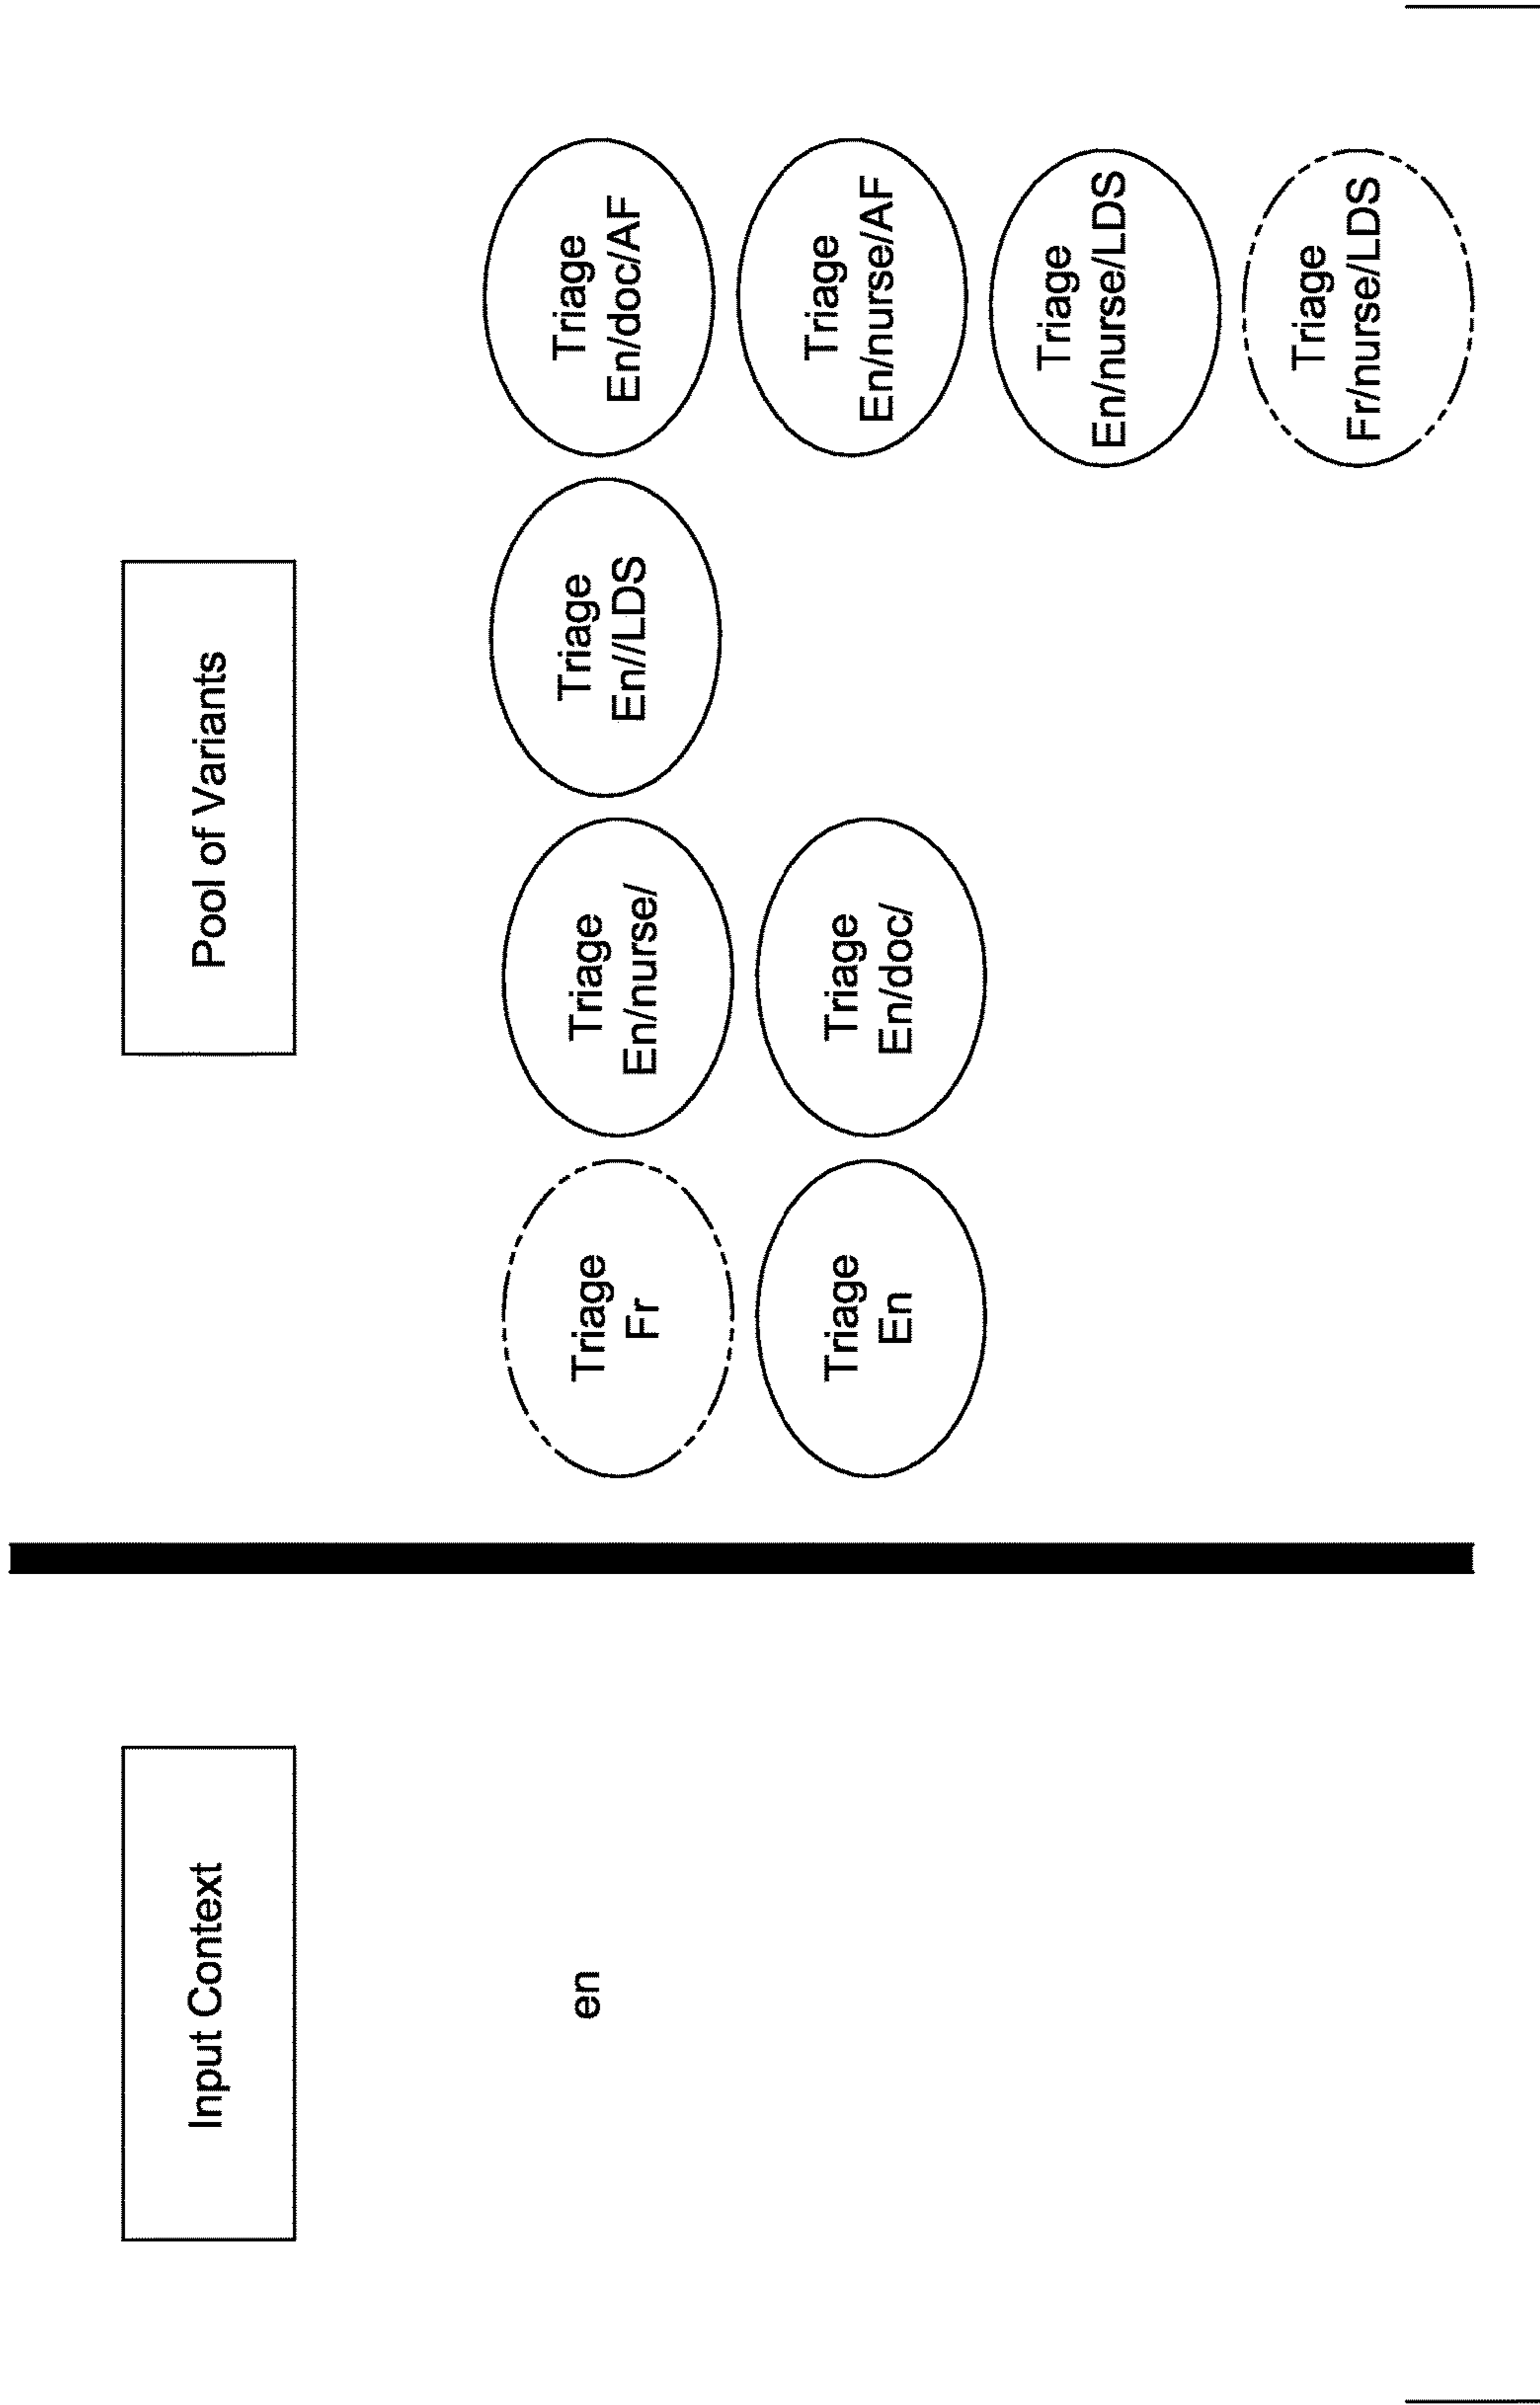 Input Context
Pool of Variants
en
Triage
Fr
Triage
En/nurse/
Triage
En//LDS
Triage
En/doc/AF
Triage
En
Triage
En/doc/
Triage
En/nurse/AF
Triage
En/nurse/LDS
Triage
Fr/nurse/LDS